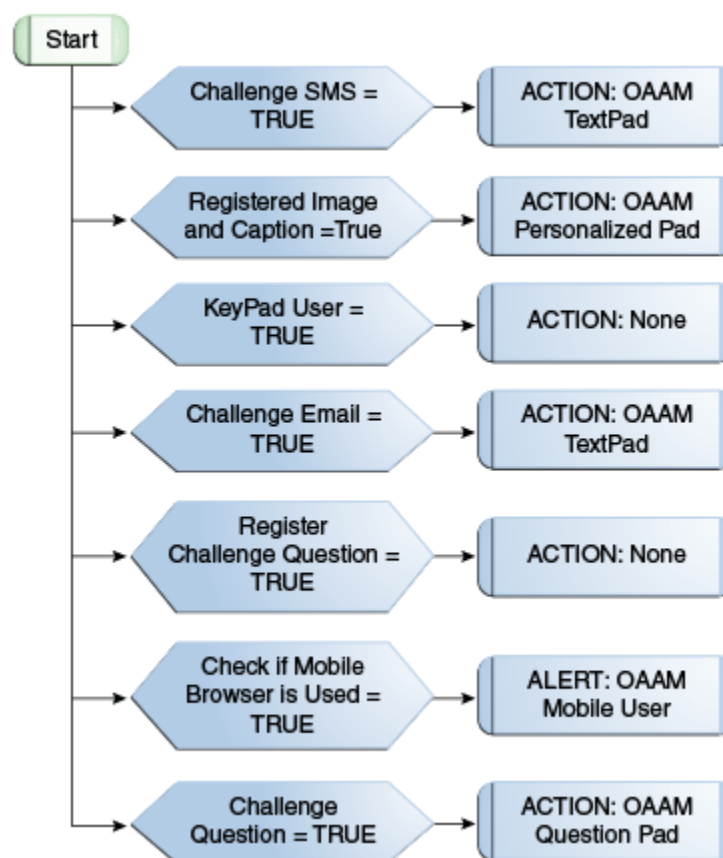 Start
Challenge SMS =
TRUE
ACTION: OAAM
TextPad
Registered Image
and Caption =True
ACTION: OAAM
Personalized Pad
KeyPad User =
TRUE
ACTION: None
Challenge Email =
TRUE
ACTION: OAAM
TextPad
Register
Challenge Question =
TRUE
ACTION: None
Check if Mobile
Browser is Used =
TRUE
ALERT: OAAM
Mobile User
Challenge
Question = TRUE
ACTION: OAAM
Question Pad